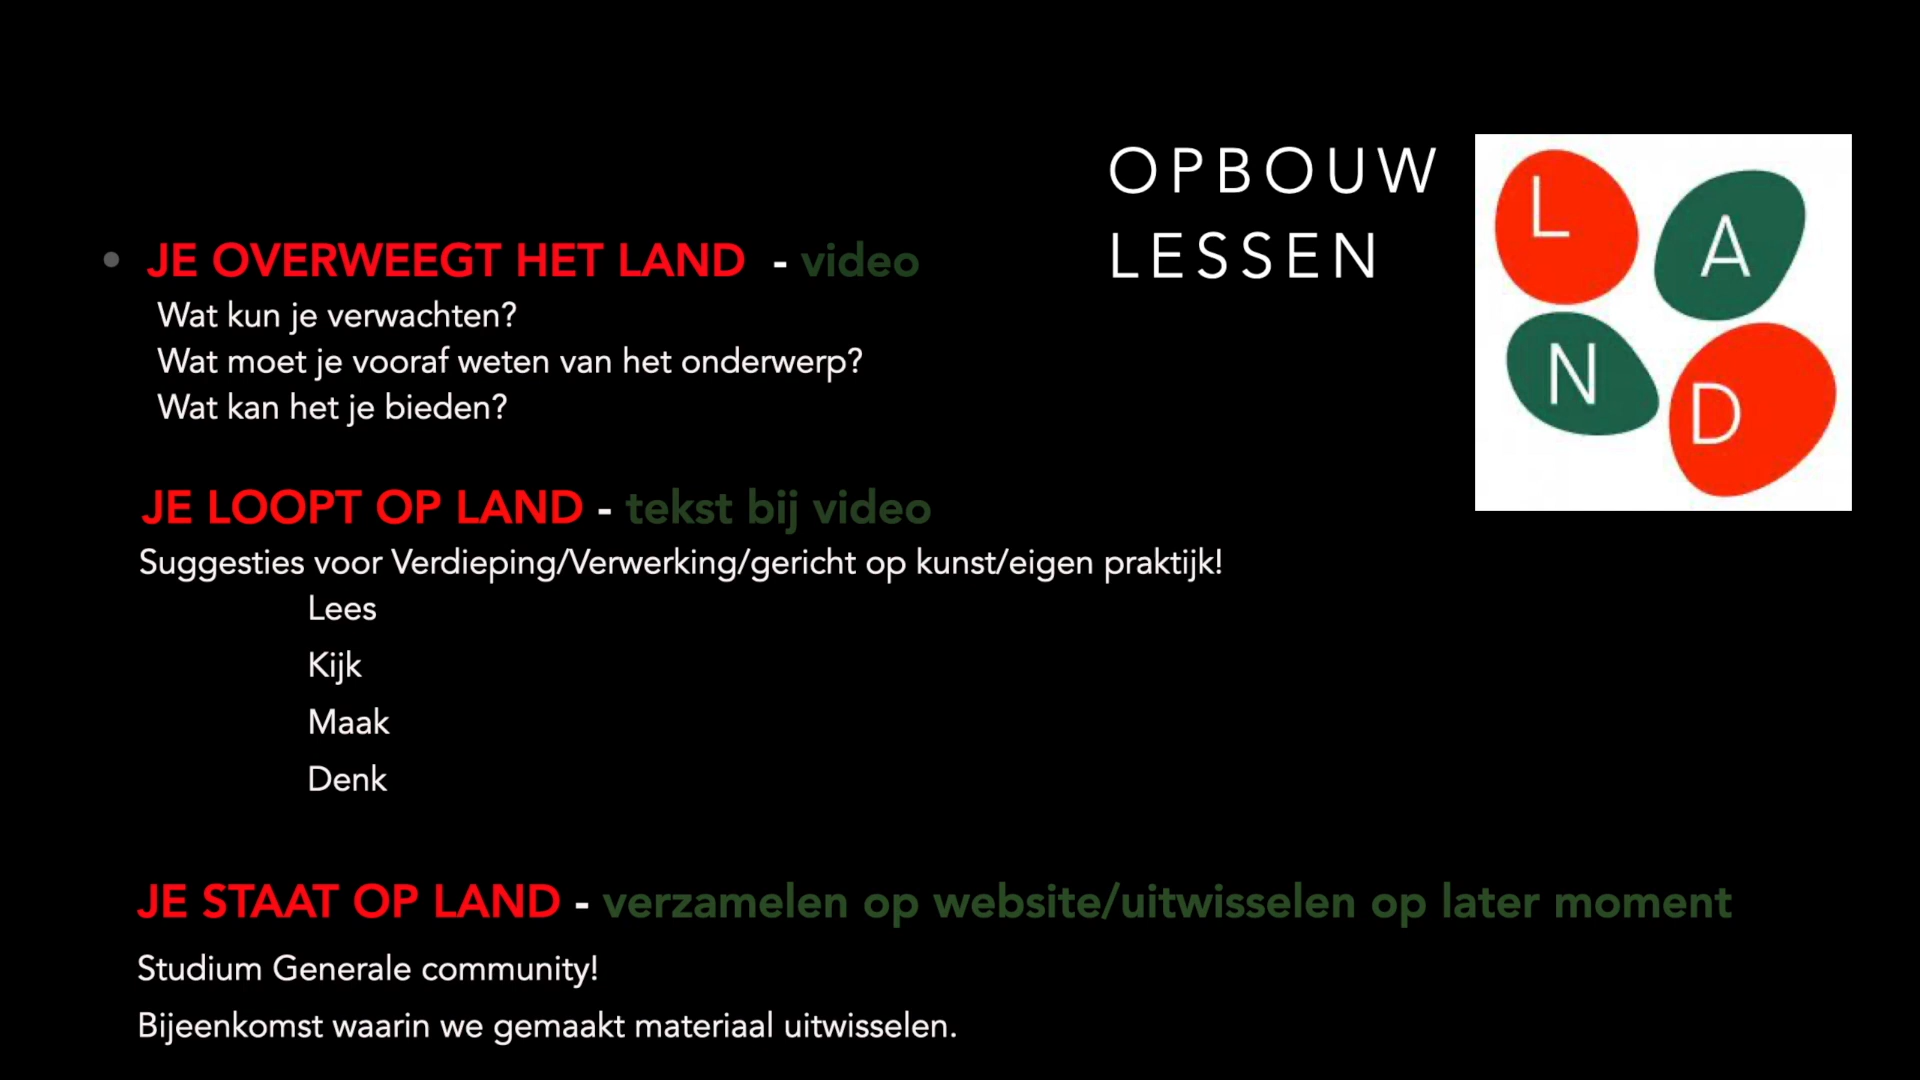 OPBOUW
LESSEN
L
A
N
D
• JE OVERWEEGT HET LAND - video
Wat kun je verwachten?
Wat moet je vooraf weten van het onderwerp?
Wat kan het je bieden?
JE LOOPT OP LAND - tekst bij video
Suggesties voor Verdieping/Verwerking/gericht op kunst/eigen praktijk!
Lees
Kijk
Maak
Denk
JE STAAT OP LAND - verzamelen op website/uitwisselen op later moment
Studium Generale community!
Bijeenkomst waarin we gemaakt materiaal uitwisselen.